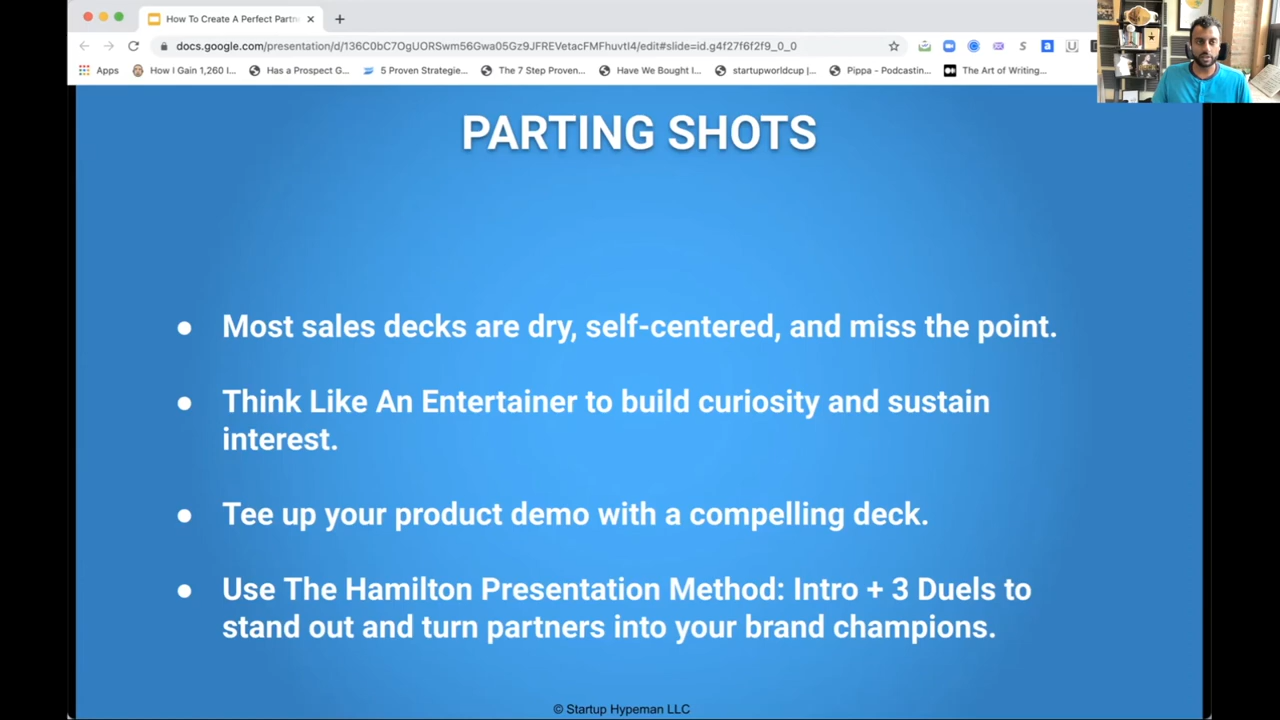 How To Create A Perfect Partn
docs.google.com/presentation/d/136C0bC7OgU0RSwm56Gwa05Gz9JFREVetacFMFhuvtI4/edit#slide=id.g4f27f6f2f9_0_0
Apps How I Gain 1,260 I... Has a Prospect G... 5 Proven Strategie... The 7 Step Proven... Have We Bought I... startupworldcup |... Pippa - Podcastin... The Art of Writing...
PARTING SHOTS
● Most sales decks are dry, self-centered, and miss the point.
● Think Like An Entertainer to build curiosity and sustain
interest.
● Tee up your product demo with a compelling deck.
● Use The Hamilton Presentation Method: Intro + 3 Duels to
stand out and turn partners into your brand champions.
© Startup Hypeman LLC